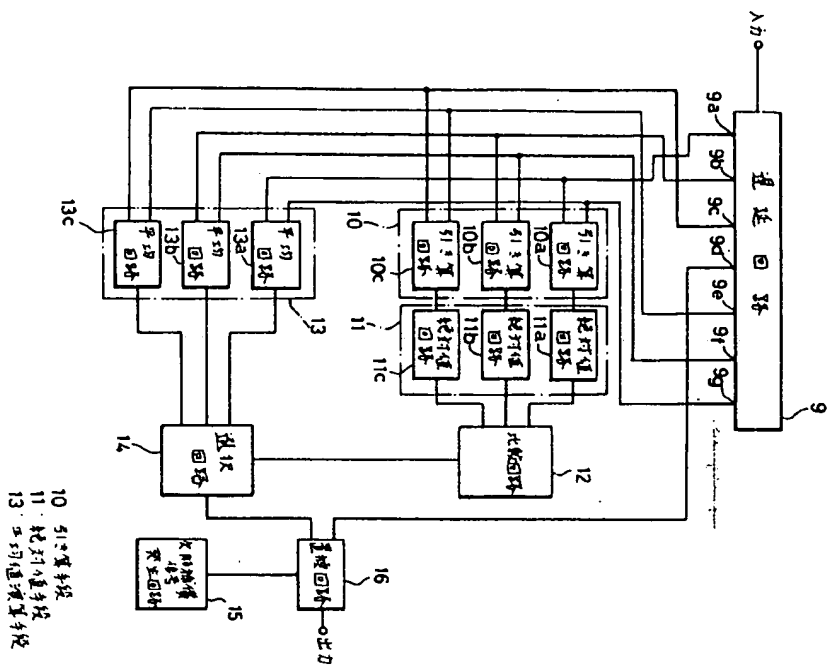 入力
9a
9b
9c
9d
9e
9f
9g
9
遅延回路
10
引き算
回路
10a
引き算
回路
10b
引き算
回路
10c
11
絶対値
回路
11a
絶対値
回路
11b
絶対値
回路
11c
比較回路
12
13
平均
回路
13a
平均
回路
13b
平均
回路
13c
選択
回路
14
15
16
出力
10 引き算手段
11 絶対値手段
13 平均値演算手段